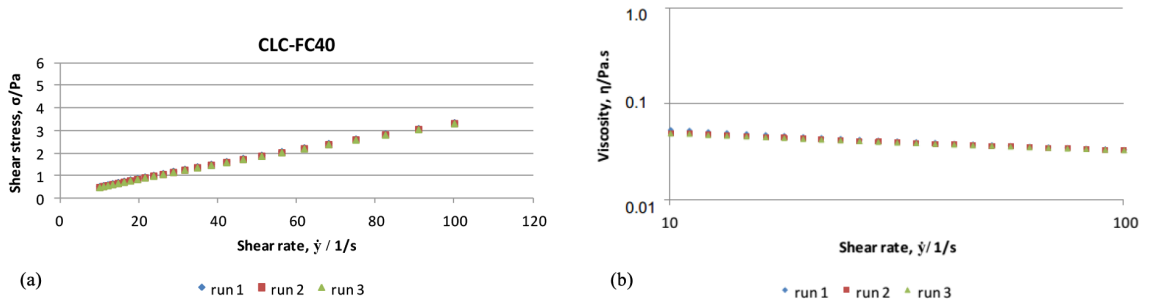 CLC-FC40
Shear stress, σ/Pa
6
5
4
3
2
1
0
0 20 40 60 80 100 120
Shear rate, ẏ / 1/s
(a)
run 1 run 2 run 3
Viscosity, η/Pa.s
1.0
0.1
0.01
10 100
Shear rate, ẏ/ 1/s
(b)
run 1 run 2 run 3